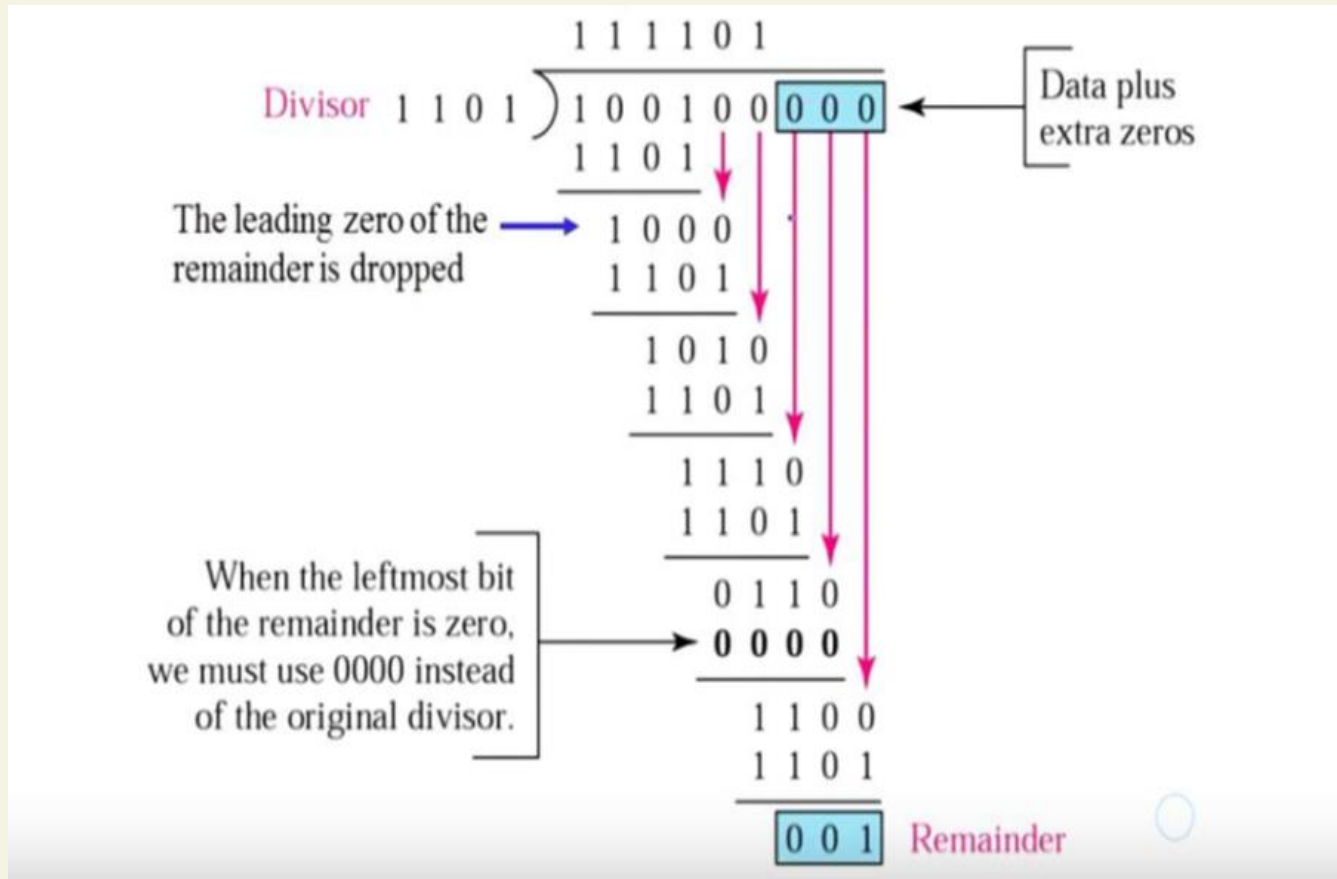 1 1 1 1 0 1
Divisor 1 1 0 1 ) 1 0 0 1 0 0 0 0 0
Data plus
extra zeros
1 1 0 1
The leading zero of the
remainder is dropped
1 0 0 0
1 1 0 1
1 0 1 0
1 1 0 1
1 1 1 0
1 1 0 1
When the leftmost bit
of the remainder is zero,
we must use 0000 instead
of the original divisor.
0 1 1 0
0 0 0 0
1 1 0 0
1 1 0 1
0 0 1 Remainder